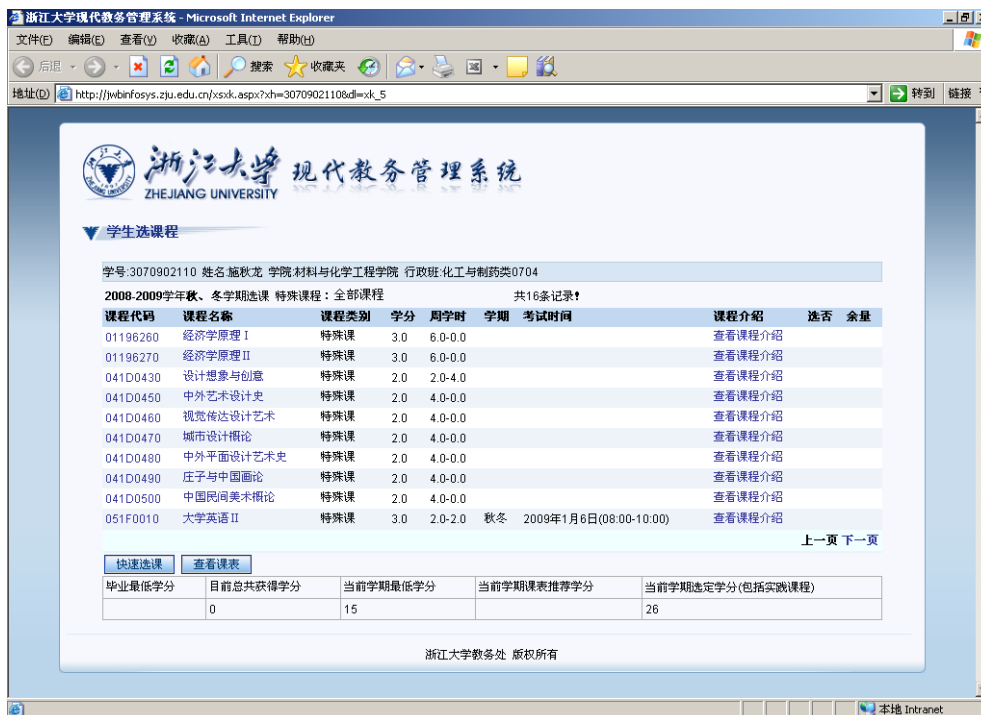 浙江大学现代教务管理系统 - Microsoft Internet Explorer
文件(F) 编辑(E) 查看(V) 收藏(A) 工具(T) 帮助(H)
后退 搜索 收藏夹
地址(D) http://jwbinfosys.zju.edu.cn/xsxk.aspx?xh=3070902110&dl=xk_5 转到 链接
浙江大学 现代教务管理系统
ZHEJIANG UNIVERSITY
学生选课程
学号:3070902110 姓名:施秋龙 学院:材料与化学工程学院 行政班:化工与制药类0704
2008-2009学年秋、冬学期选课 特殊课程：全部课程 共16条记录!
课程代码 课程名称 课程类别 学分 周学时 学期 考试时间 课程介绍 选否 余量
01196260 经济学原理 I 特殊课 3.0 6.0-0.0 查看课程介绍
01196270 经济学原理II 特殊课 3.0 6.0-0.0 查看课程介绍
041D0430 设计想象与创意 特殊课 2.0 2.0-4.0 查看课程介绍
041D0450 中外艺术设计史 特殊课 2.0 4.0-0.0 查看课程介绍
041D0460 视觉传达设计艺术 特殊课 2.0 4.0-0.0 查看课程介绍
041D0470 城市设计概论 特殊课 2.0 4.0-0.0 查看课程介绍
041D0480 中外平面设计艺术史 特殊课 2.0 4.0-0.0 查看课程介绍
041D0490 庄子与中国画论 特殊课 2.0 4.0-0.0 查看课程介绍
041D0500 中国民间美术概论 特殊课 2.0 4.0-0.0 查看课程介绍
051F0010 大学英语II 特殊课 3.0 2.0-2.0 秋冬 2009年1月6日(08:00-10:00) 查看课程介绍
上一页 下一页
快速选课 查看课表
毕业最低学分 目前总共获得学分 当前学期最低学分 当前学期课表推荐学分 当前学期选定学分(包括实践课程)
0 15 26
浙江大学教务处 版权所有
本地 Intranet